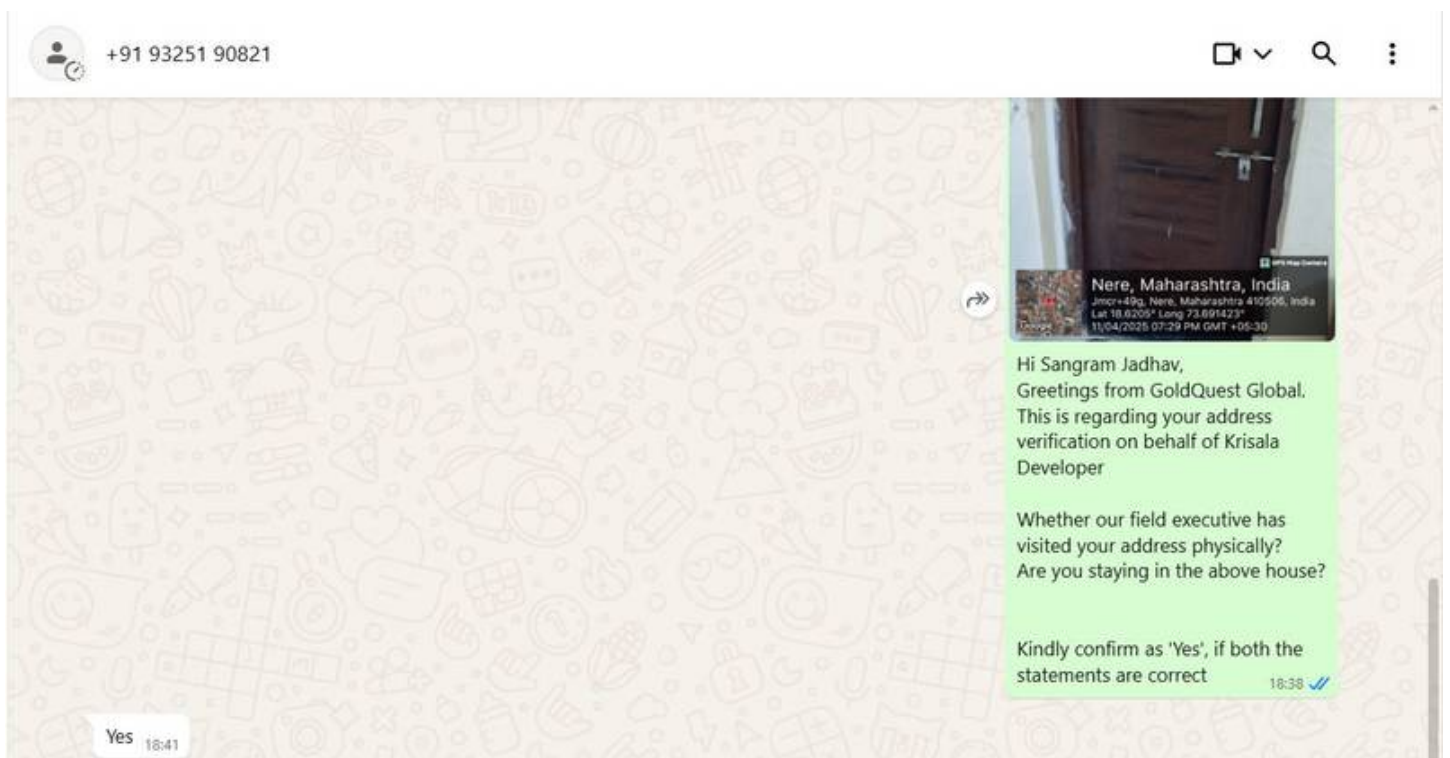 +91 93251 90821
GPS Map Camera
Nere, Maharashtra, India
Jmcr+49g, Nere, Maharashtra 410506, India
Lat 18.6205° Long 73.691423°
11/04/2025 07:29 PM GMT +05:30
Google
Hi Sangram Jadhav,
Greetings from GoldQuest Global.
This is regarding your address
verification on behalf of Krisala
Developer
Whether our field executive has
visited your address physically?
Are you staying in the above house?
Kindly confirm as 'Yes', if both the
statements are correct
18:38
Yes 18:41